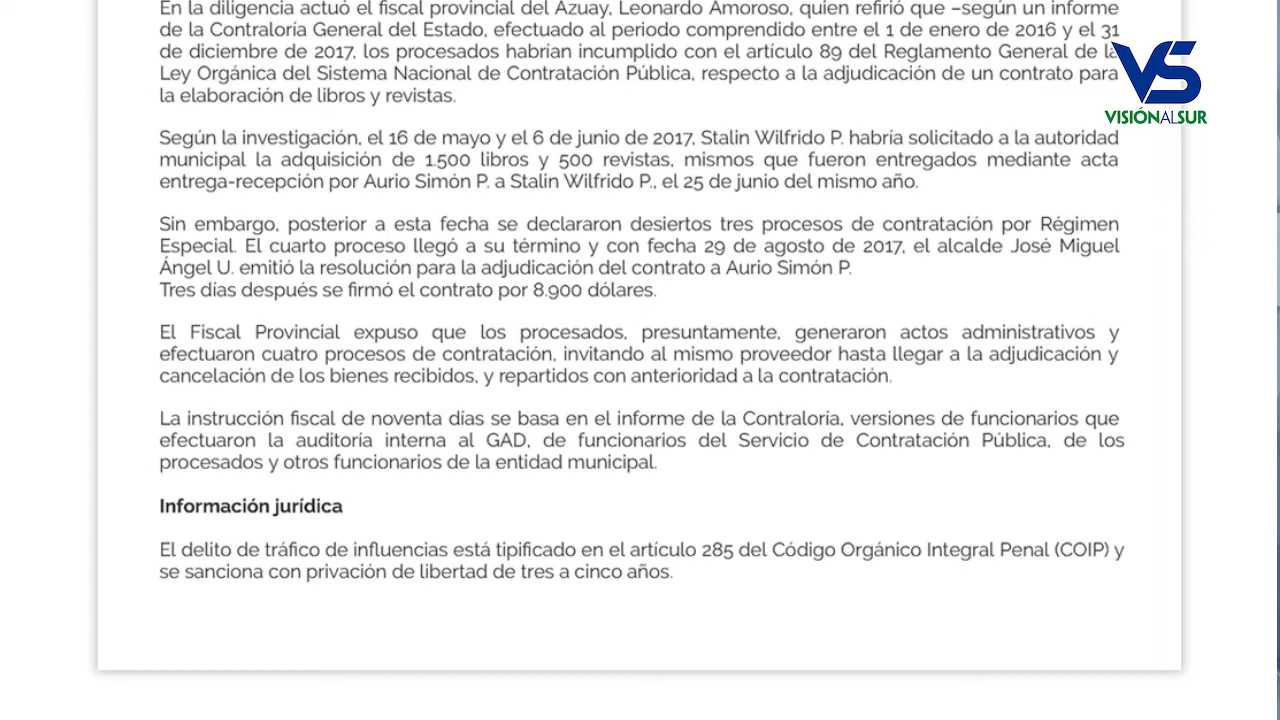 En la diligencia actuó el fiscal provincial del Azuay, Leonardo Amoroso, quien refirió que –según un informe
de la Contraloría General del Estado, efectuado al periodo comprendido entre el 1 de enero de 2016 y el 31
de diciembre de 2017, los procesados habrían incumplido con el artículo 89 del Reglamento General de la
Ley Orgánica del Sistema Nacional de Contratación Pública, respecto a la adjudicación de un contrato para
la elaboración de libros y revistas.
VS
VISIÓNALSUR
Según la investigación, el 16 de mayo y el 6 de junio de 2017, Stalin Wilfrido P. habría solicitado a la autoridad
municipal la adquisición de 1.500 libros y 500 revistas, mismos que fueron entregados mediante acta
entrega-recepción por Aurio Simón P. a Stalin Wilfrido P., el 25 de junio del mismo año.
Sin embargo, posterior a esta fecha se declararon desiertos tres procesos de contratación por Régimen
Especial. El cuarto proceso llegó a su término y con fecha 29 de agosto de 2017, el alcalde José Miguel
Ángel U. emitió la resolución para la adjudicación del contrato a Aurio Simón P.
Tres días después se firmó el contrato por 8.900 dólares.
El Fiscal Provincial expuso que los procesados, presuntamente, generaron actos administrativos y
efectuaron cuatro procesos de contratación, invitando al mismo proveedor hasta llegar a la adjudicación y
cancelación de los bienes recibidos, y repartidos con anterioridad a la contratación.
La instrucción fiscal de noventa días se basa en el informe de la Contraloría, versiones de funcionarios que
efectuaron la auditoría interna al GAD, de funcionarios del Servicio de Contratación Pública, de los
procesados y otros funcionarios de la entidad municipal.
Información jurídica
El delito de tráfico de influencias está tipificado en el artículo 285 del Código Orgánico Integral Penal (COIP) y
se sanciona con privación de libertad de tres a cinco años.